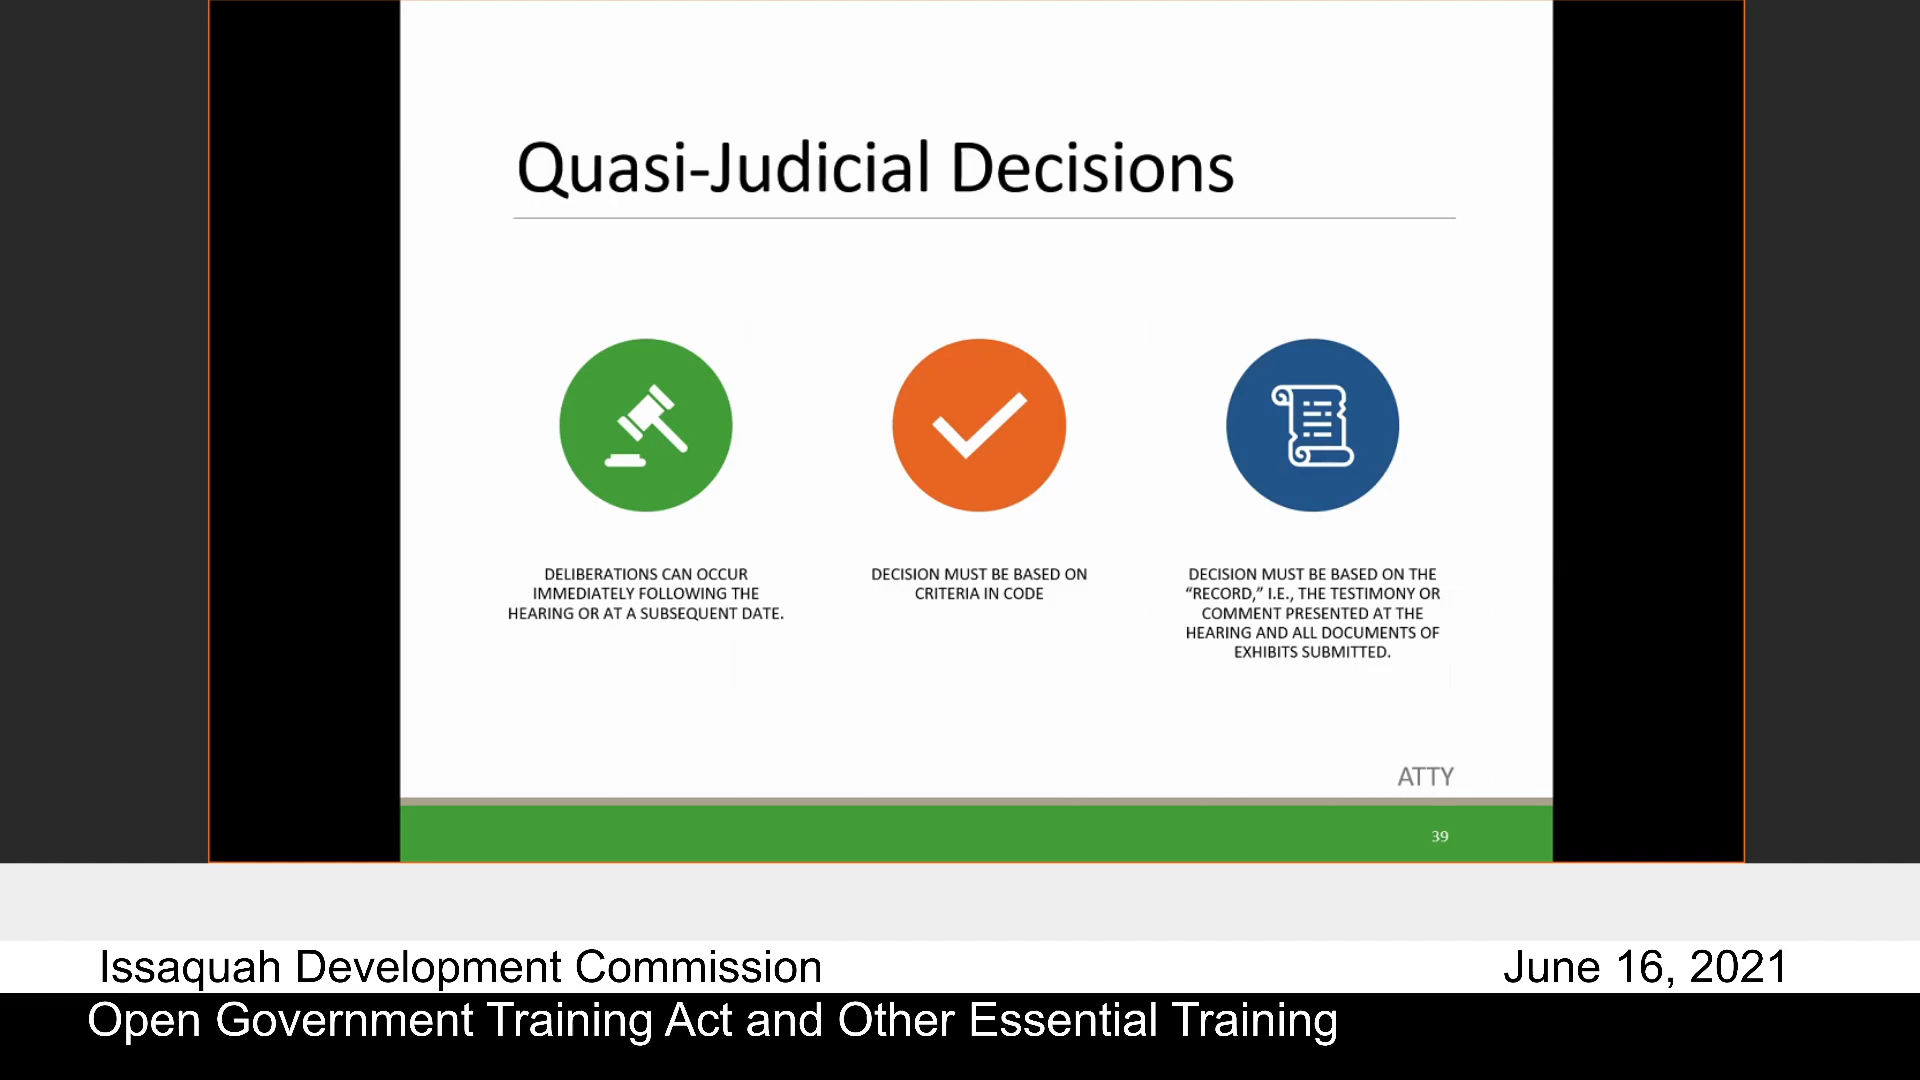 Quasi-Judicial Decisions
DELIBERATIONS CAN OCCUR
IMMEDIATELY FOLLOWING THE
HEARING OR AT A SUBSEQUENT DATE.
DECISION MUST BE BASED ON
CRITERIA IN CODE
DECISION MUST BE BASED ON THE
“RECORD,” I.E., THE TESTIMONY OR
COMMENT PRESENTED AT THE
HEARING AND ALL DOCUMENTS OF
EXHIBITS SUBMITTED.
ATTY
39
Issaquah Development Commission
June 16, 2021
Open Government Training Act and Other Essential Training